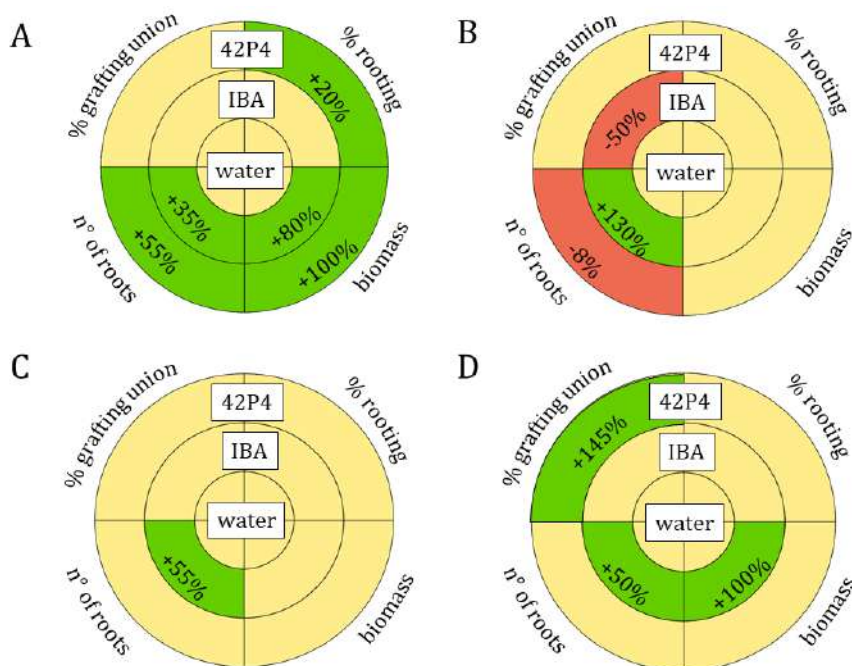 A
% grafting union
% rooting
42P4
+20%
IBA
water
+35%
+80%
+55%
+100%
n° of roots
biomass
B
% grafting union
% rooting
42P4
IBA
-50%
water
+130%
-8%
n° of roots
biomass
C
% grafting union
% rooting
42P4
IBA
water
+55%
n° of roots
biomass
D
% grafting union
% rooting
42P4
+145%
IBA
water
+50%
+100%
n° of roots
biomass